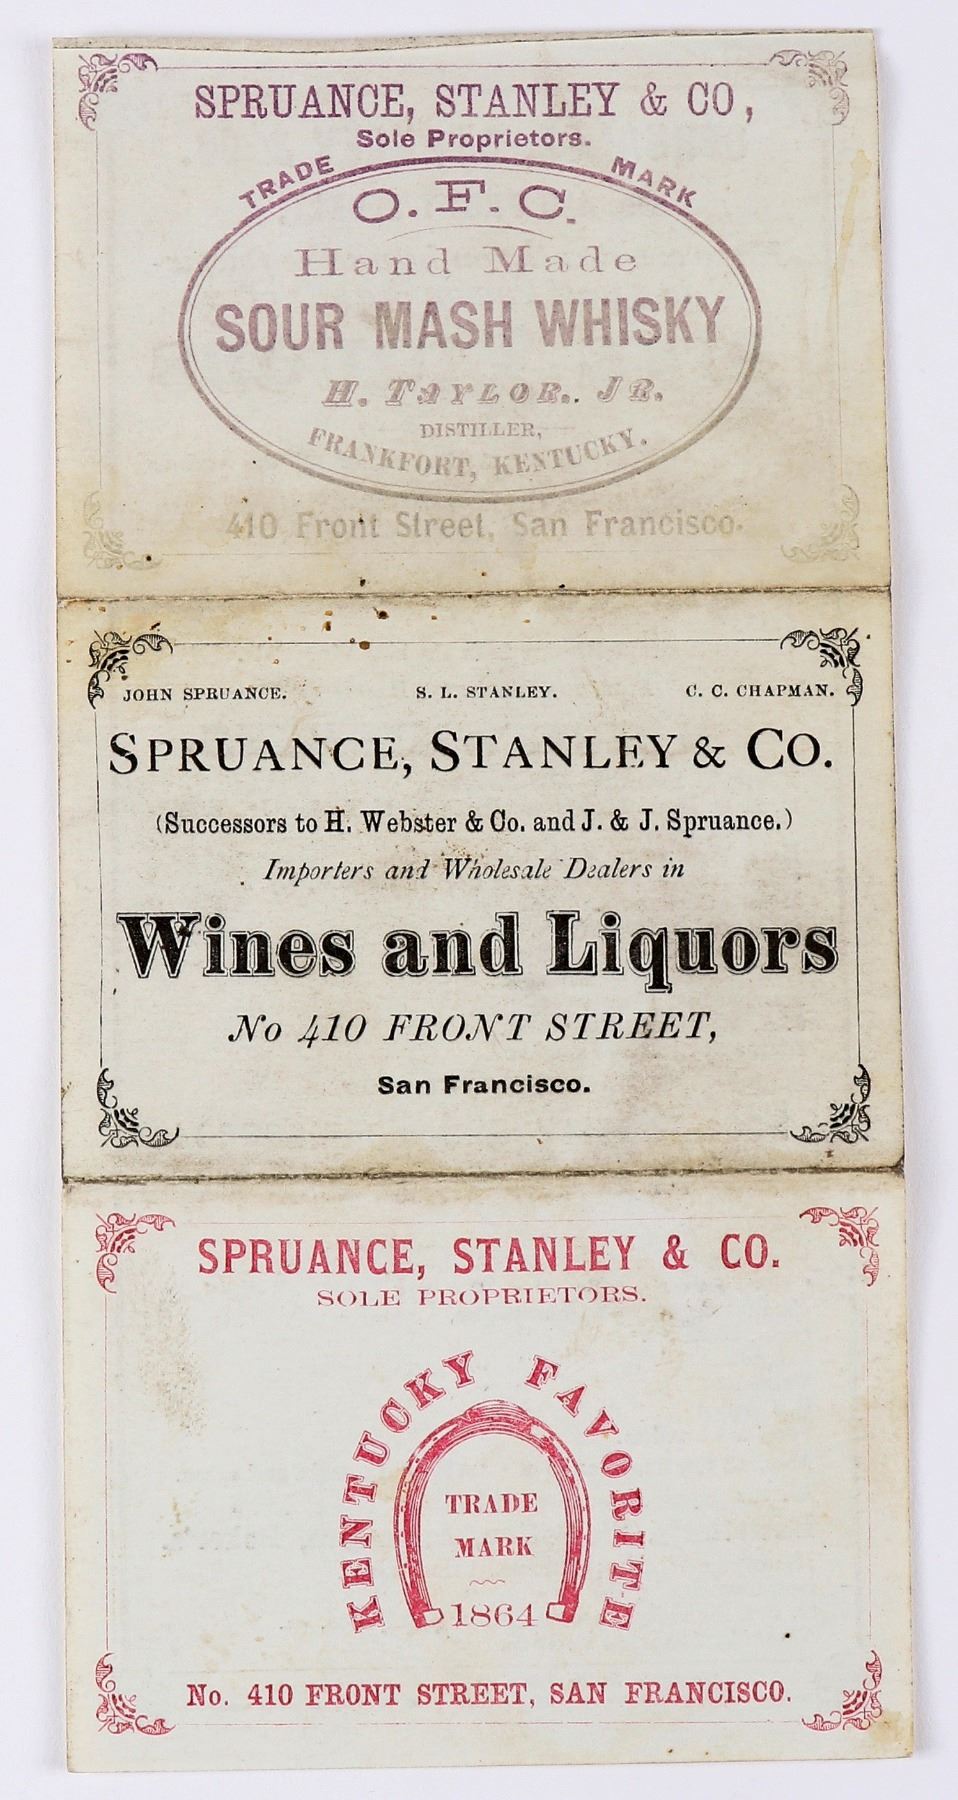 SPRUANCE, STANLEY & CO,
Sole Proprietors.
TRADE MARK
O. F. C.
Hand Made
SOUR MASH WHISKY
H. TAYLOR.. JR.
DISTILLER,
FRANKFORT, KENTUCKY.
410 Front Street, San Francisco.
JOHN SPRUANCE. S. L. STANLEY. C. C. CHAPMAN.
SPRUANCE, STANLEY & CO.
(Successors to H. Webster & Co. and J. & J. Spruance.)
Importers and Wholesale Dealers in
Wines and Liquors
No 410 FRONT STREET,
San Francisco.
SPRUANCE, STANLEY & CO.
SOLE PROPRIETORS.
KENTUCKY FAVORITE
TRADE
MARK
1864
No. 410 FRONT STREET, SAN FRANCISCO.